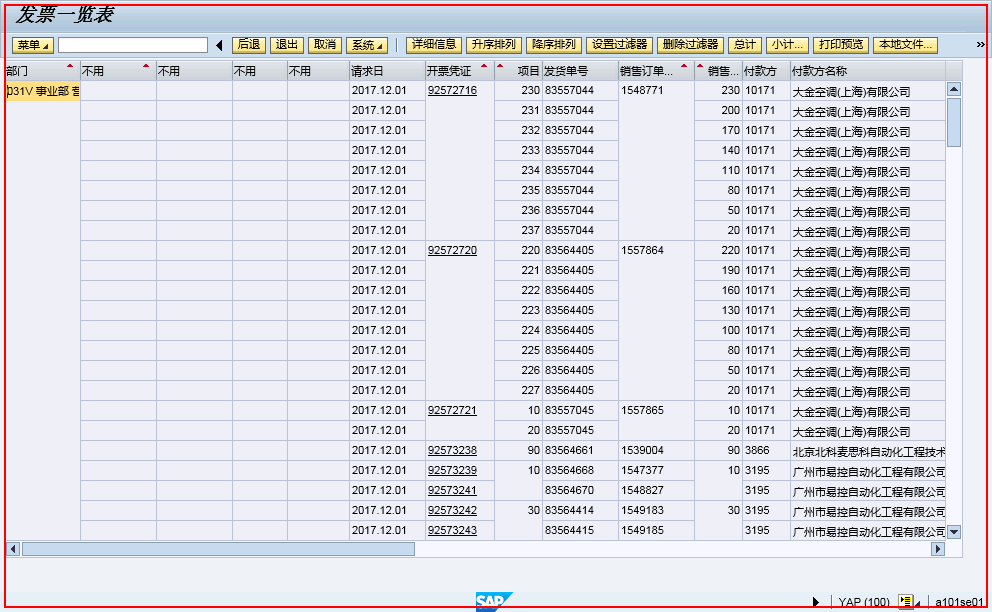 发票一览表
菜单 后退 退出 取消 系统 详细信息 升序排列 降序排列 设置过滤器 删除过滤器 总计 小计... 打印预览 本地文件... »
部门 不用 不用 不用 不用 请求日 开票凭证 项目 发货单号 销售订单... 销售... 付款方 付款方名称
031V 事业部 2017.12.01 92572716 230 83557044 1548771 230 10171 大金空调(上海)有限公司
2017.12.01 231 83557044 200 10171 大金空调(上海)有限公司
2017.12.01 232 83557044 170 10171 大金空调(上海)有限公司
2017.12.01 233 83557044 140 10171 大金空调(上海)有限公司
2017.12.01 234 83557044 110 10171 大金空调(上海)有限公司
2017.12.01 235 83557044 80 10171 大金空调(上海)有限公司
2017.12.01 236 83557044 50 10171 大金空调(上海)有限公司
2017.12.01 237 83557044 20 10171 大金空调(上海)有限公司
2017.12.01 92572720 220 83564405 1557864 220 10171 大金空调(上海)有限公司
2017.12.01 221 83564405 190 10171 大金空调(上海)有限公司
2017.12.01 222 83564405 160 10171 大金空调(上海)有限公司
2017.12.01 223 83564405 130 10171 大金空调(上海)有限公司
2017.12.01 224 83564405 100 10171 大金空调(上海)有限公司
2017.12.01 225 83564405 80 10171 大金空调(上海)有限公司
2017.12.01 226 83564405 50 10171 大金空调(上海)有限公司
2017.12.01 227 83564405 20 10171 大金空调(上海)有限公司
2017.12.01 92572721 10 83557045 1557865 10 10171 大金空调(上海)有限公司
2017.12.01 20 83557045 20 10171 大金空调(上海)有限公司
2017.12.01 92573238 90 83564661 1539004 90 3866 北京北科麦思科自动化工程技术
2017.12.01 92573239 10 83564668 1547377 10 3195 广州市易控自动化工程有限公司
2017.12.01 92573241 83564670 1548827 3195 广州市易控自动化工程有限公司
2017.12.01 92573242 30 83564414 1549183 30 3195 广州市易控自动化工程有限公司
2017.12.01 92573243 83564415 1549185 3195 广州市易控自动化工程有限公司
SAP YAP (100) a101se01